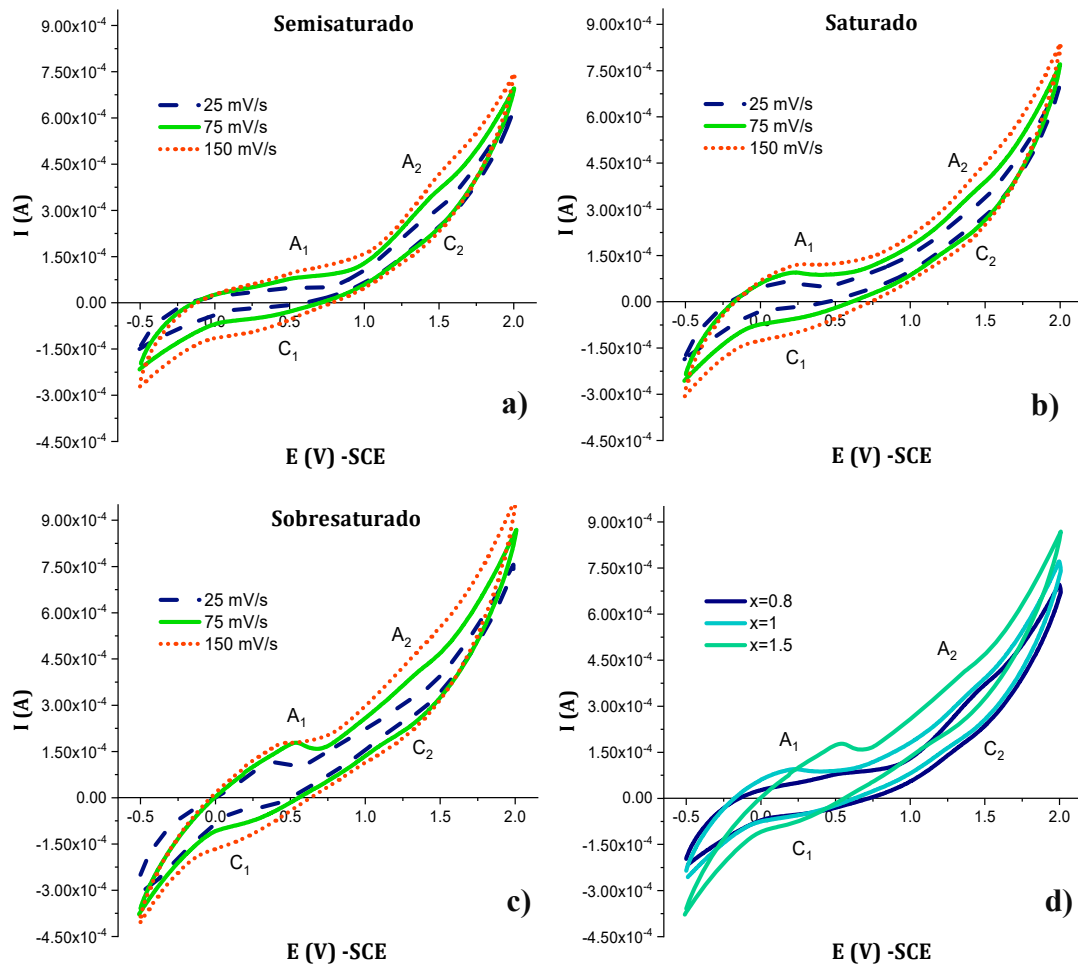 Semisaturado
9.00x10⁻⁴
7.50x10⁻⁴
6.00x10⁻⁴
4.50x10⁻⁴
3.00x10⁻⁴
1.50x10⁻⁴
0.00
-1.50x10⁻⁴
-3.00x10⁻⁴
-4.50x10⁻⁴
I (A)
25 mV/s
75 mV/s
150 mV/s
A₂
A₁
C₂
C₁
-0.5 0.0 0.5 1.0 1.5 2.0
a)
E (V) -SCE
Saturado
9.00x10⁻⁴
7.50x10⁻⁴
6.00x10⁻⁴
4.50x10⁻⁴
3.00x10⁻⁴
1.50x10⁻⁴
0.00
-1.50x10⁻⁴
-3.00x10⁻⁴
-4.50x10⁻⁴
I (A)
25 mV/s
75 mV/s
150 mV/s
A₂
A₁
C₂
C₁
-0.5 0.0 0.5 1.0 1.5 2.0
b)
E (V) -SCE
Sobresaturado
9.00x10⁻⁴
7.50x10⁻⁴
6.00x10⁻⁴
4.50x10⁻⁴
3.00x10⁻⁴
1.50x10⁻⁴
0.00
-1.50x10⁻⁴
-3.00x10⁻⁴
-4.50x10⁻⁴
I (A)
25 mV/s
75 mV/s
150 mV/s
A₂
A₁
C₂
C₁
-0.5 0.0 0.5 1.0 1.5 2.0
c)
E (V) -SCE
9.00x10⁻⁴
7.50x10⁻⁴
6.00x10⁻⁴
4.50x10⁻⁴
3.00x10⁻⁴
1.50x10⁻⁴
0.00
-1.50x10⁻⁴
-3.00x10⁻⁴
-4.50x10⁻⁴
I (A)
x=0.8
x=1
x=1.5
A₂
A₁
C₂
C₁
-0.5 0.0 0.5 1.0 1.5 2.0
d)
E (V) -SCE